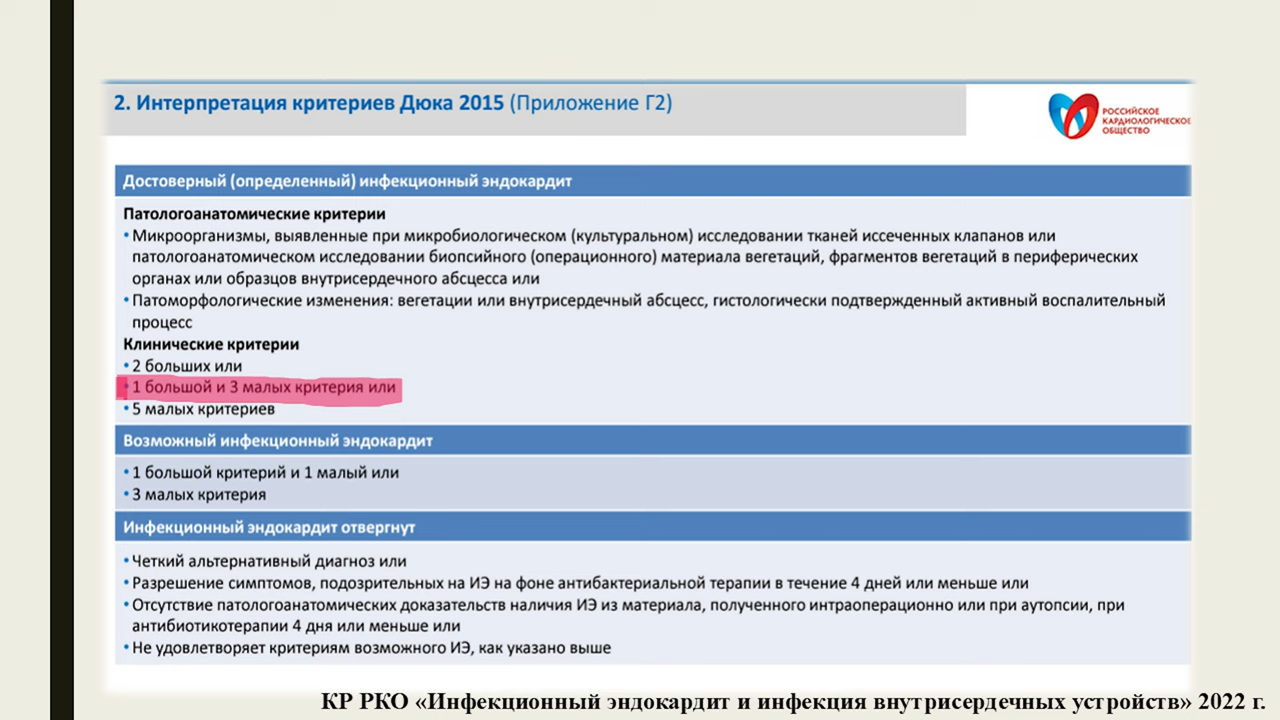 2. Интерпретация критериев Дюка 2015 (Приложение Г2)
РОССИЙСКОЕ
КАРДИОЛОГИЧЕСКОЕ
ОБЩЕСТВО
Достоверный (определенный) инфекционный эндокардит
Патологоанатомические критерии
• Микроорганизмы, выявленные при микробиологическом (культуральном) исследовании тканей иссеченных клапанов или
патологоанатомическом исследовании биопсийного (операционного) материала вегетаций, фрагментов вегетаций в периферических
органах или образцов внутрисердечного абсцесса или
• Патоморфологические изменения: вегетации или внутрисердечный абсцесс, гистологически подтвержденный активный воспалительный
процесс
Клинические критерии
• 2 больших или
• 1 большой и 3 малых критерия или
• 5 малых критериев
Возможный инфекционный эндокардит
• 1 большой критерий и 1 малый или
• 3 малых критерия
Инфекционный эндокардит отвергнут
• Четкий альтернативный диагноз или
• Разрешение симптомов, подозрительных на ИЭ на фоне антибактериальной терапии в течение 4 дней или меньше или
• Отсутствие патологоанатомических доказательств наличия ИЭ из материала, полученного интраоперационно или при аутопсии, при
антибиотикотерапии 4 дня или меньше или
• Не удовлетворяет критериям возможного ИЭ, как указано выше
КР РКО «Инфекционный эндокардит и инфекция внутрисердечных устройств» 2022 г.